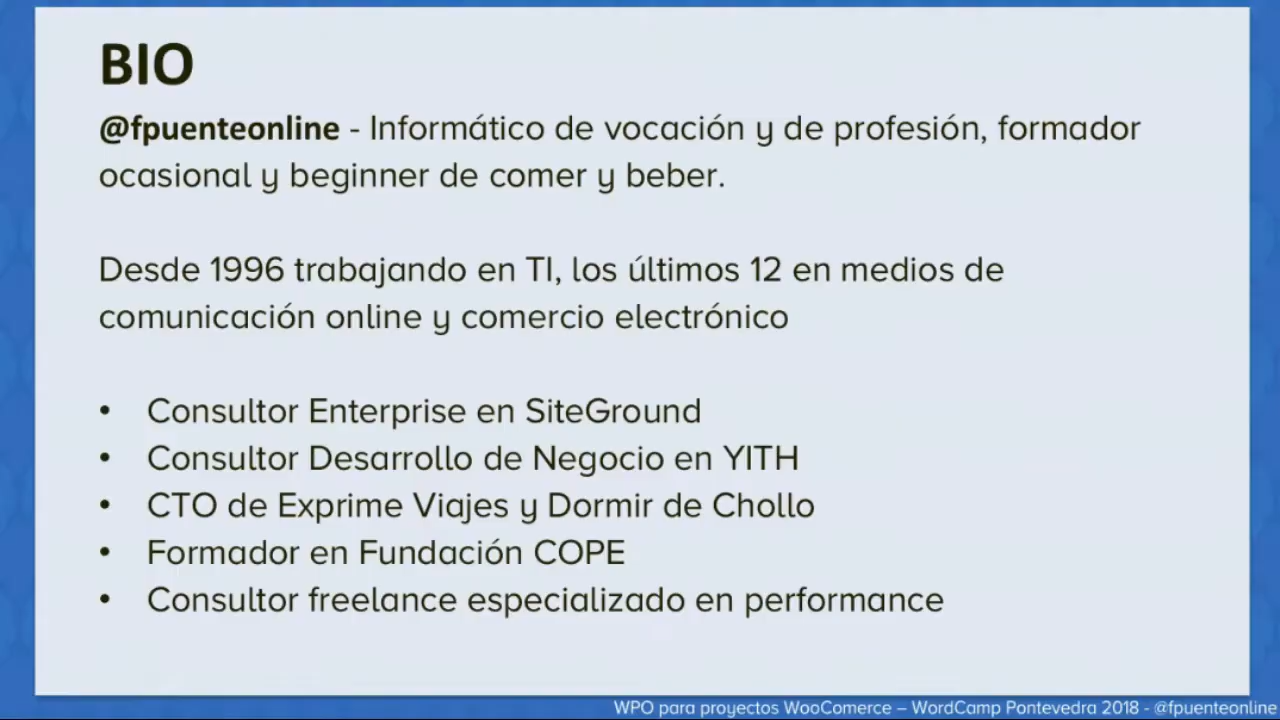 BIO
@fpuenteonline - Informático de vocación y de profesión, formador
ocasional y beginner de comer y beber.
Desde 1996 trabajando en TI, los últimos 12 en medios de
comunicación online y comercio electrónico
• Consultor Enterprise en SiteGround
• Consultor Desarrollo de Negocio en YITH
• CTO de Exprime Viajes y Dormir de Chollo
• Formador en Fundación COPE
• Consultor freelance especializado en performance
WPO para proyectos WooComerce – WordCamp Pontevedra 2018 - @fpuenteonline